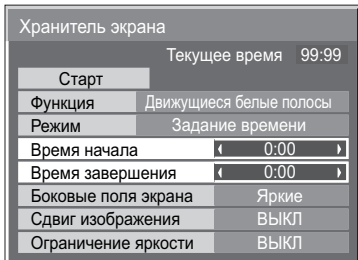 Хранитель экрана
Текущее время 99:99
Старт
Функция Движущиеся белые полосы
Режим Задание времени
Время начала 0:00
Время завершения 0:00
Боковые поля экрана Яркие
Сдвиг изображения ВЫКЛ
Ограничение яркости ВЫКЛ